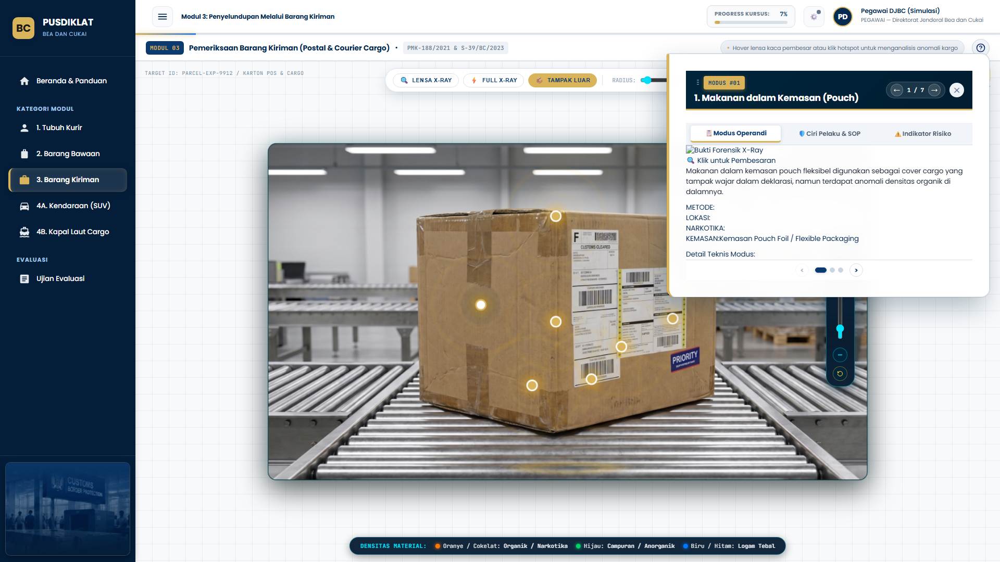 BC
PUSDIKLAT
BEA DAN CUKAI
Beranda & Panduan
KATEGORI MODUL
1. Tubuh Kurir
2. Barang Bawaan
3. Barang Kiriman
4A. Kendaraan (SUV)
4B. Kapal Laut Cargo
EVALUASI
Ujian Evaluasi
CUSTOMS
BORDER PROTECTION
Modul 3: Penyelundupan Melalui Barang Kiriman
PROGRESS KURSUS: 7%
PD
Pegawai DJBC (Simulasi)
PEGAWAI — Direktorat Jenderal Bea dan Cukai
MODUL 03
Pemeriksaan Barang Kiriman (Postal & Courier Cargo) •
PMK-188/2021 & S-39/BC/2023
• Hover lensa kaca pembesar atau klik hotspot untuk menganalisis anomali kargo
TARGET ID: PARCEL-EXP-9912 / KARTON POS & CARGO
LENSA X-RAY
FULL X-RAY
TAMPAK LUAR
RADIUS:
MODUS #01
1. Makanan dalam Kemasan (Pouch)
← 1 / 7 →
Modus Operandi
Ciri Pelaku & SOP
Indikator Risiko
Bukti Forensik X-Ray
Klik untuk Pembesaran
Makanan dalam kemasan pouch fleksibel digunakan sebagai cover cargo yang
tampak wajar dalam deklarasi, namun terdapat anomali densitas organik di
dalamnya.
METODE:
LOKASI:
NARKOTIKA:
KEMASAN:Kemasan Pouch Foil / Flexible Packaging
Detail Teknis Modus:
F
CUSTOMS CLEARED
PRIORITY
DENSITAS MATERIAL:
Oranye / Cokelat: Organik / Narkotika
Hijau: Campuran / Anorganik
Biru / Hitam: Logam Tebal